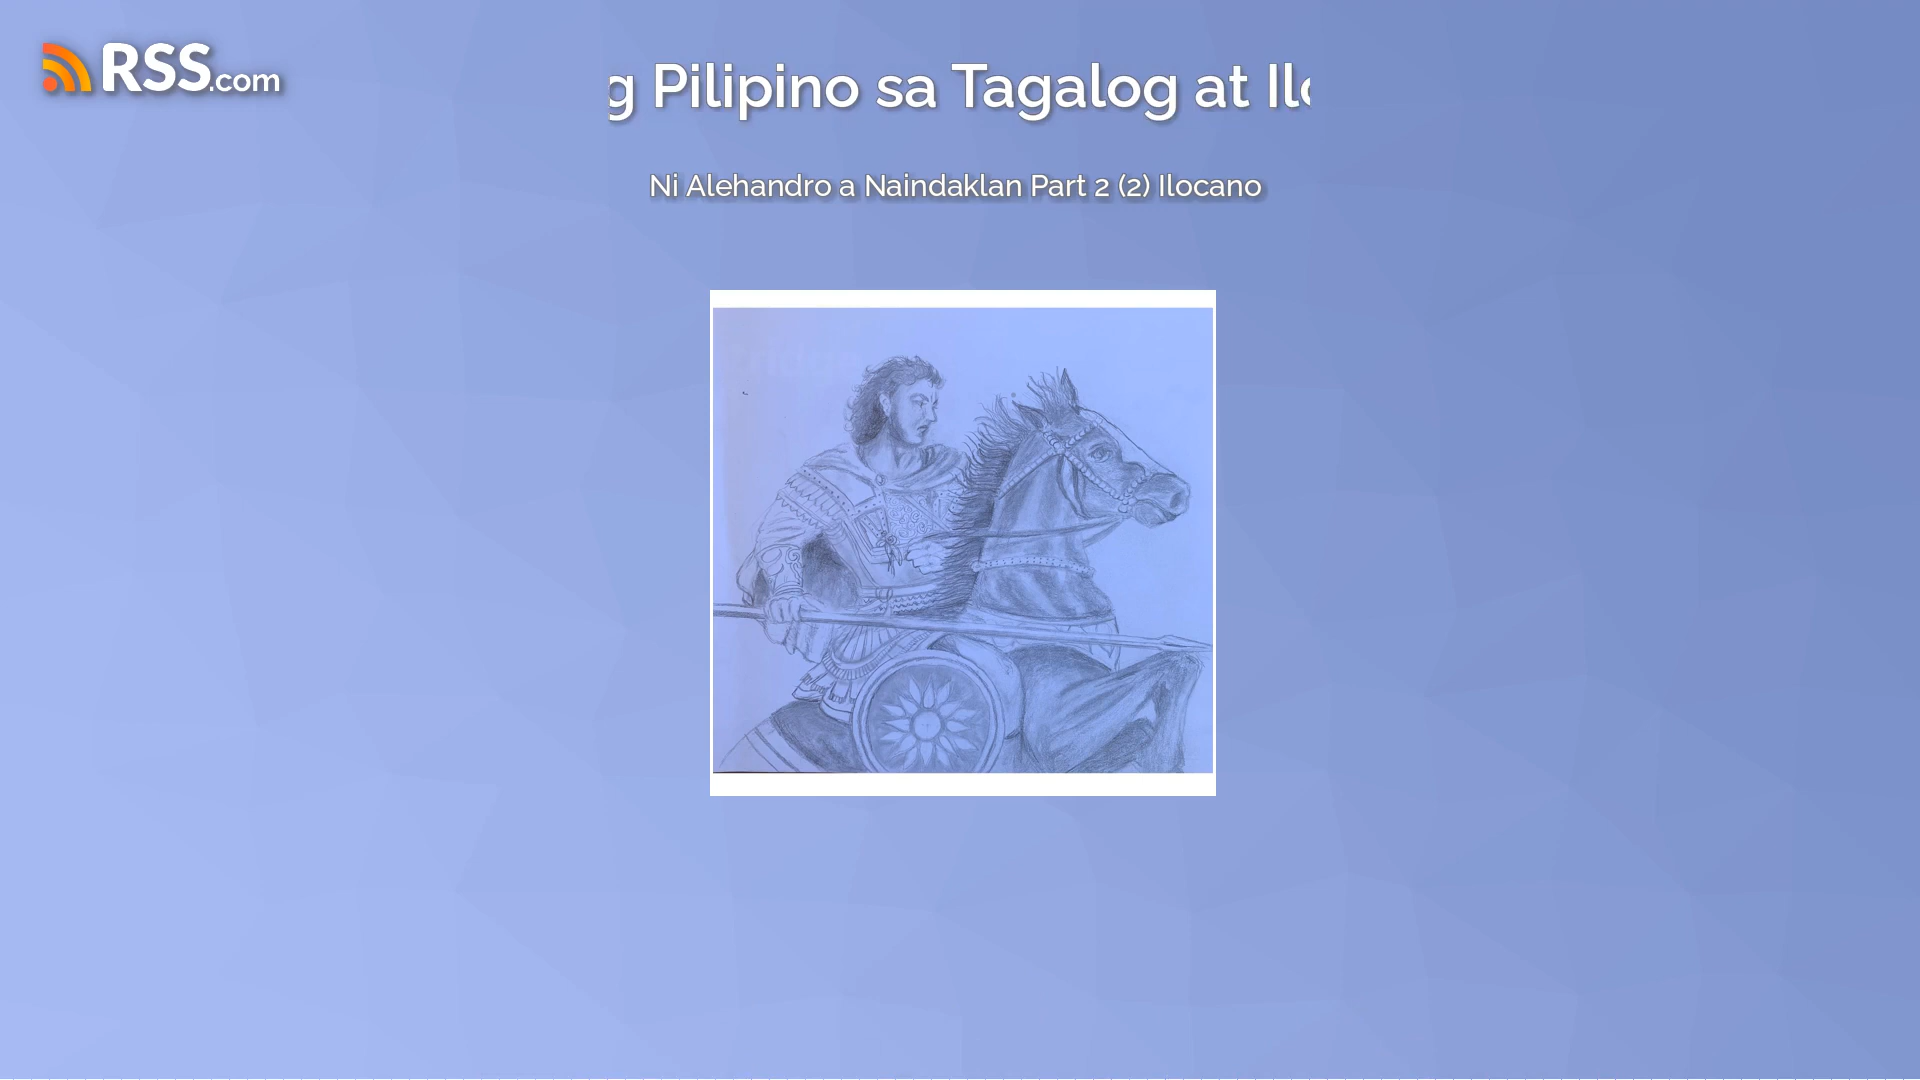 RSS.com
g Pilipino sa Tagalog at Il
Ni Alehandro a Naindaklan Part 2 (2) Ilocano